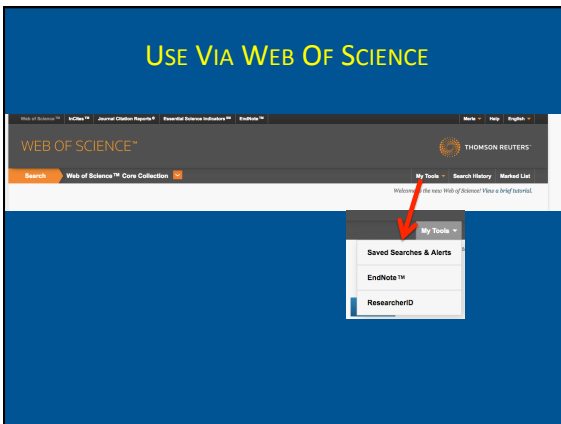 USE VIA WEB OF SCIENCE
Web of Science™ InCites™ Journal Citation Reports® Essential Science Indicators℠ EndNote™ Marie Help English
WEB OF SCIENCE™ THOMSON REUTERS™
Search Web of Science™ Core Collection My Tools Search History Marked List
Welcome to the new Web of Science! View a brief tutorial.
My Tools
Saved Searches & Alerts
EndNote™
ResearcherID